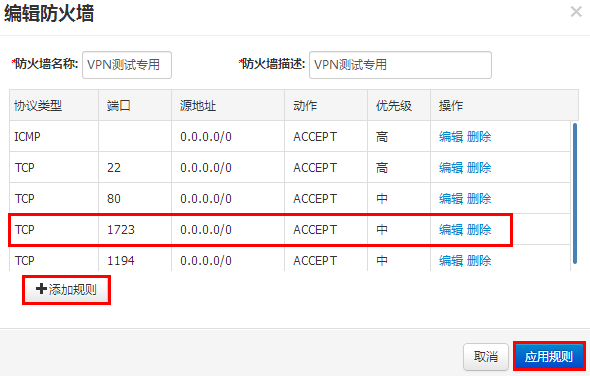 编辑防火墙 ×
*防火墙名称: VPN测试专用 *防火墙描述: VPN测试专用
协议类型 端口 源地址 动作 优先级 操作
ICMP 0.0.0.0/0 ACCEPT 高 编辑 删除
TCP 22 0.0.0.0/0 ACCEPT 高 编辑 删除
TCP 80 0.0.0.0/0 ACCEPT 中 编辑 删除
TCP 1723 0.0.0.0/0 ACCEPT 中 编辑 删除
TCP 1194 0.0.0.0/0 ACCEPT 中 编辑 删除
+添加规则
取消 应用规则